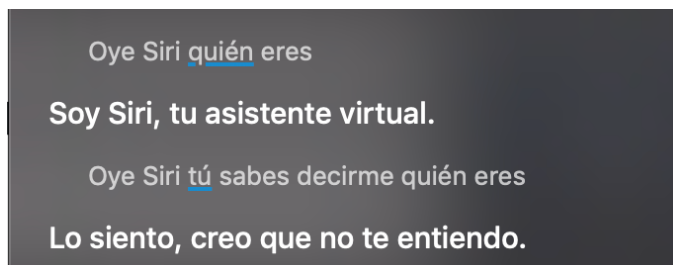 Oye Siri quién eres
Soy Siri, tu asistente virtual.
Oye Siri tú sabes decirme quién eres
Lo siento, creo que no te entiendo.